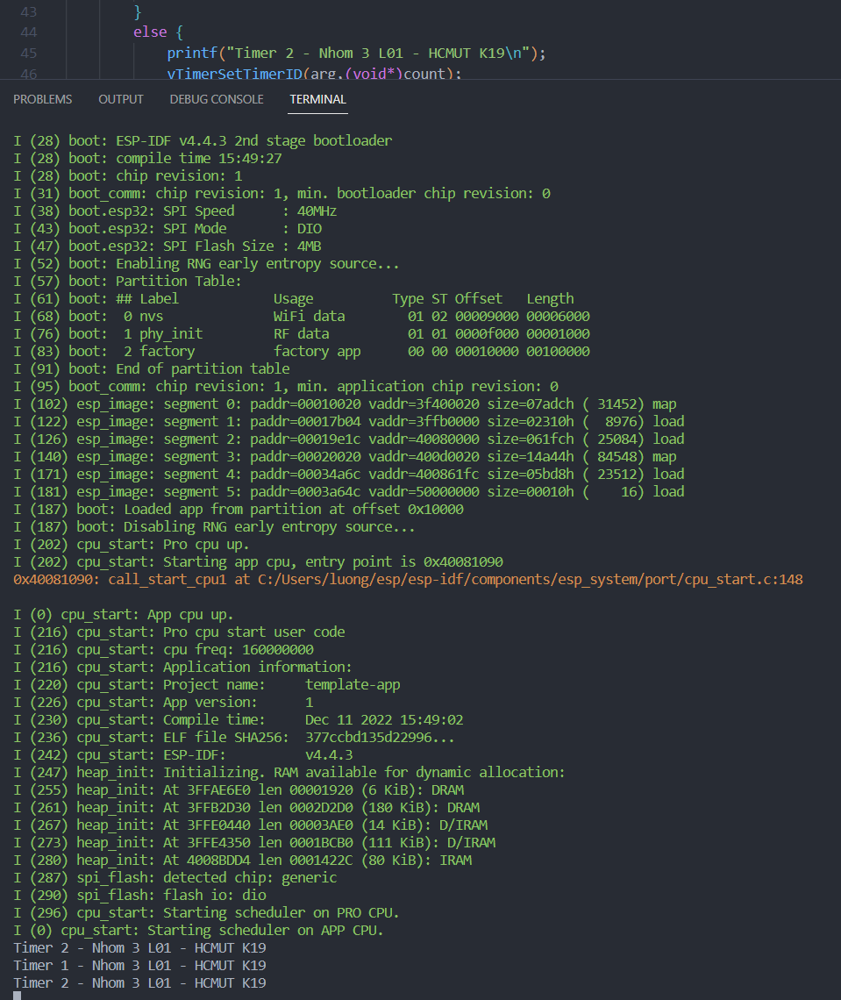 43 }
44 else {
45 printf("Timer 2 - Nhom 3 L01 - HCMUT K19\n");
46 vTimerSetTimerID(arg,(void*)count);
PROBLEMS OUTPUT DEBUG CONSOLE TERMINAL
I (28) boot: ESP-IDF v4.4.3 2nd stage bootloader
I (28) boot: compile time 15:49:27
I (28) boot: chip revision: 1
I (31) boot_comm: chip revision: 1, min. bootloader chip revision: 0
I (38) boot.esp32: SPI Speed      : 40MHz
I (43) boot.esp32: SPI Mode       : DIO
I (47) boot.esp32: SPI Flash Size : 4MB
I (52) boot: Enabling RNG early entropy source...
I (57) boot: Partition Table:
I (61) boot: ## Label            Usage          Type ST Offset   Length
I (68) boot:  0 nvs              WiFi data        01 02 00009000 00006000
I (76) boot:  1 phy_init         RF data          01 01 0000f000 00001000
I (83) boot:  2 factory          factory app      00 00 00010000 00100000
I (91) boot: End of partition table
I (95) boot_comm: chip revision: 1, min. application chip revision: 0
I (102) esp_image: segment 0: paddr=00010020 vaddr=3f400020 size=07adch ( 31452) map
I (122) esp_image: segment 1: paddr=00017b04 vaddr=3ffb0000 size=02310h (  8976) load
I (126) esp_image: segment 2: paddr=00019e1c vaddr=40080000 size=061fch ( 25084) load
I (140) esp_image: segment 3: paddr=00020020 vaddr=400d0020 size=14a44h ( 84548) map
I (171) esp_image: segment 4: paddr=00034a6c vaddr=400861fc size=05bd8h ( 23512) load
I (181) esp_image: segment 5: paddr=0003a64c vaddr=50000000 size=00010h (    16) load
I (187) boot: Loaded app from partition at offset 0x10000
I (187) boot: Disabling RNG early entropy source...
I (202) cpu_start: Pro cpu up.
I (202) cpu_start: Starting app cpu, entry point is 0x40081090
0x40081090: call_start_cpu1 at C:/Users/luong/esp/esp-idf/components/esp_system/port/cpu_start.c:148
I (0) cpu_start: App cpu up.
I (216) cpu_start: Pro cpu start user code
I (216) cpu_start: cpu freq: 160000000
I (216) cpu_start: Application information:
I (220) cpu_start: Project name:     template-app
I (226) cpu_start: App version:      1
I (230) cpu_start: Compile time:     Dec 11 2022 15:49:02
I (236) cpu_start: ELF file SHA256:  377ccbd135d22996...
I (242) cpu_start: ESP-IDF:          v4.4.3
I (247) heap_init: Initializing. RAM available for dynamic allocation:
I (255) heap_init: At 3FFAE6E0 len 00001920 (6 KiB): DRAM
I (261) heap_init: At 3FFB2D30 len 0002D2D0 (180 KiB): DRAM
I (267) heap_init: At 3FFE0440 len 00003AE0 (14 KiB): D/IRAM
I (273) heap_init: At 3FFE4350 len 0001BCB0 (111 KiB): D/IRAM
I (280) heap_init: At 4008BDD4 len 0001422C (80 KiB): IRAM
I (287) spi_flash: detected chip: generic
I (290) spi_flash: flash io: dio
I (296) cpu_start: Starting scheduler on PRO CPU.
I (0) cpu_start: Starting scheduler on APP CPU.
Timer 2 - Nhom 3 L01 - HCMUT K19
Timer 1 - Nhom 3 L01 - HCMUT K19
Timer 2 - Nhom 3 L01 - HCMUT K19